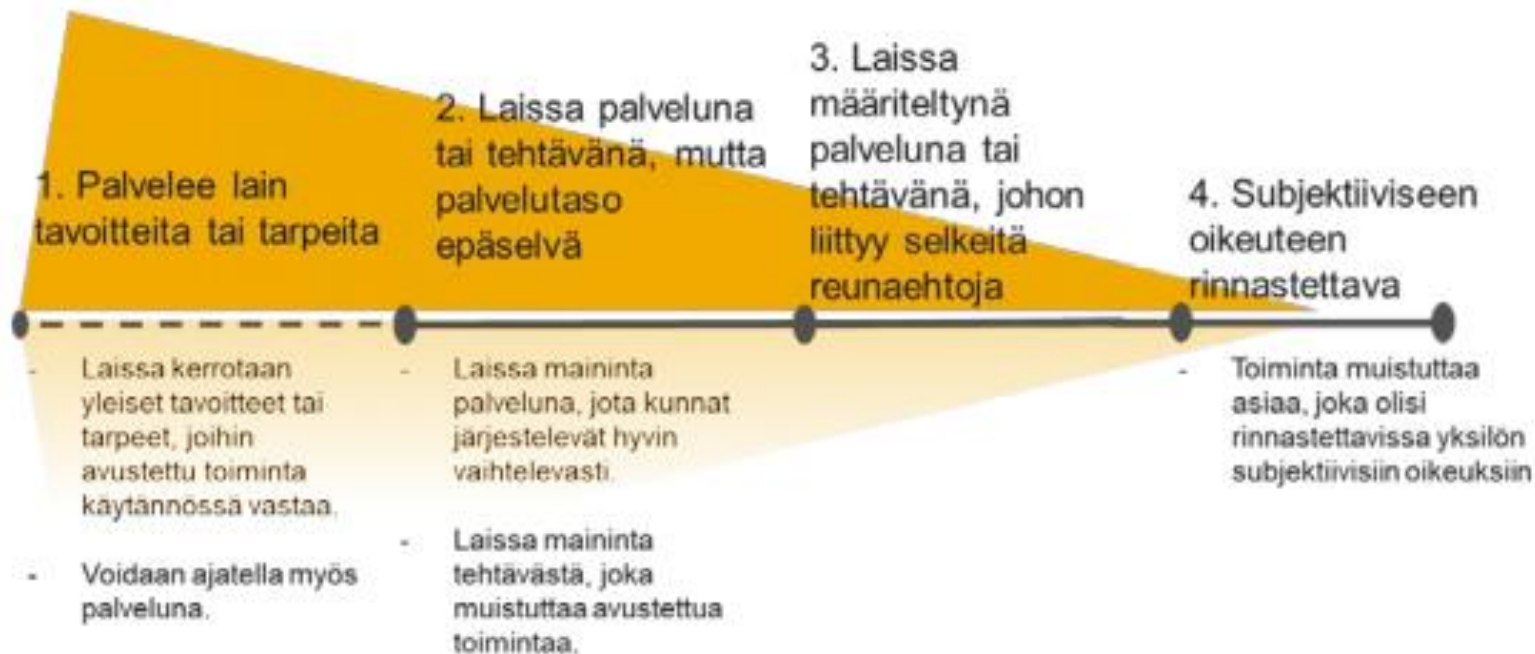 1. Palvelee lain
tavoitteita tai tarpeita
2. Laissa palveluna
tai tehtävänä, mutta
palvelutaso
epäselvä
3. Laissa
määriteltynä
palveluna tai
tehtävänä, johon
liittyy selkeitä
reunaehtoja
4. Subjektiiviseen
oikeuteen
rinnastettava
- Laissa kerrotaan
yleiset tavoitteet tai
tarpeet, joihin
avustettu toiminta
käytännössä vastaa.
- Voidaan ajatella myös
palveluna.
- Laissa maininta
palveluna, jota kunnat
järjestelevät hyvin
vaihtelevasti.
- Laissa maininta
tehtävästä, joka
muistuttaa avustettua
toimintaa.
- Toiminta muistuttaa
asiaa, joka olisi
rinnastettavissa yksilön
subjektiivisiin oikeuksiin